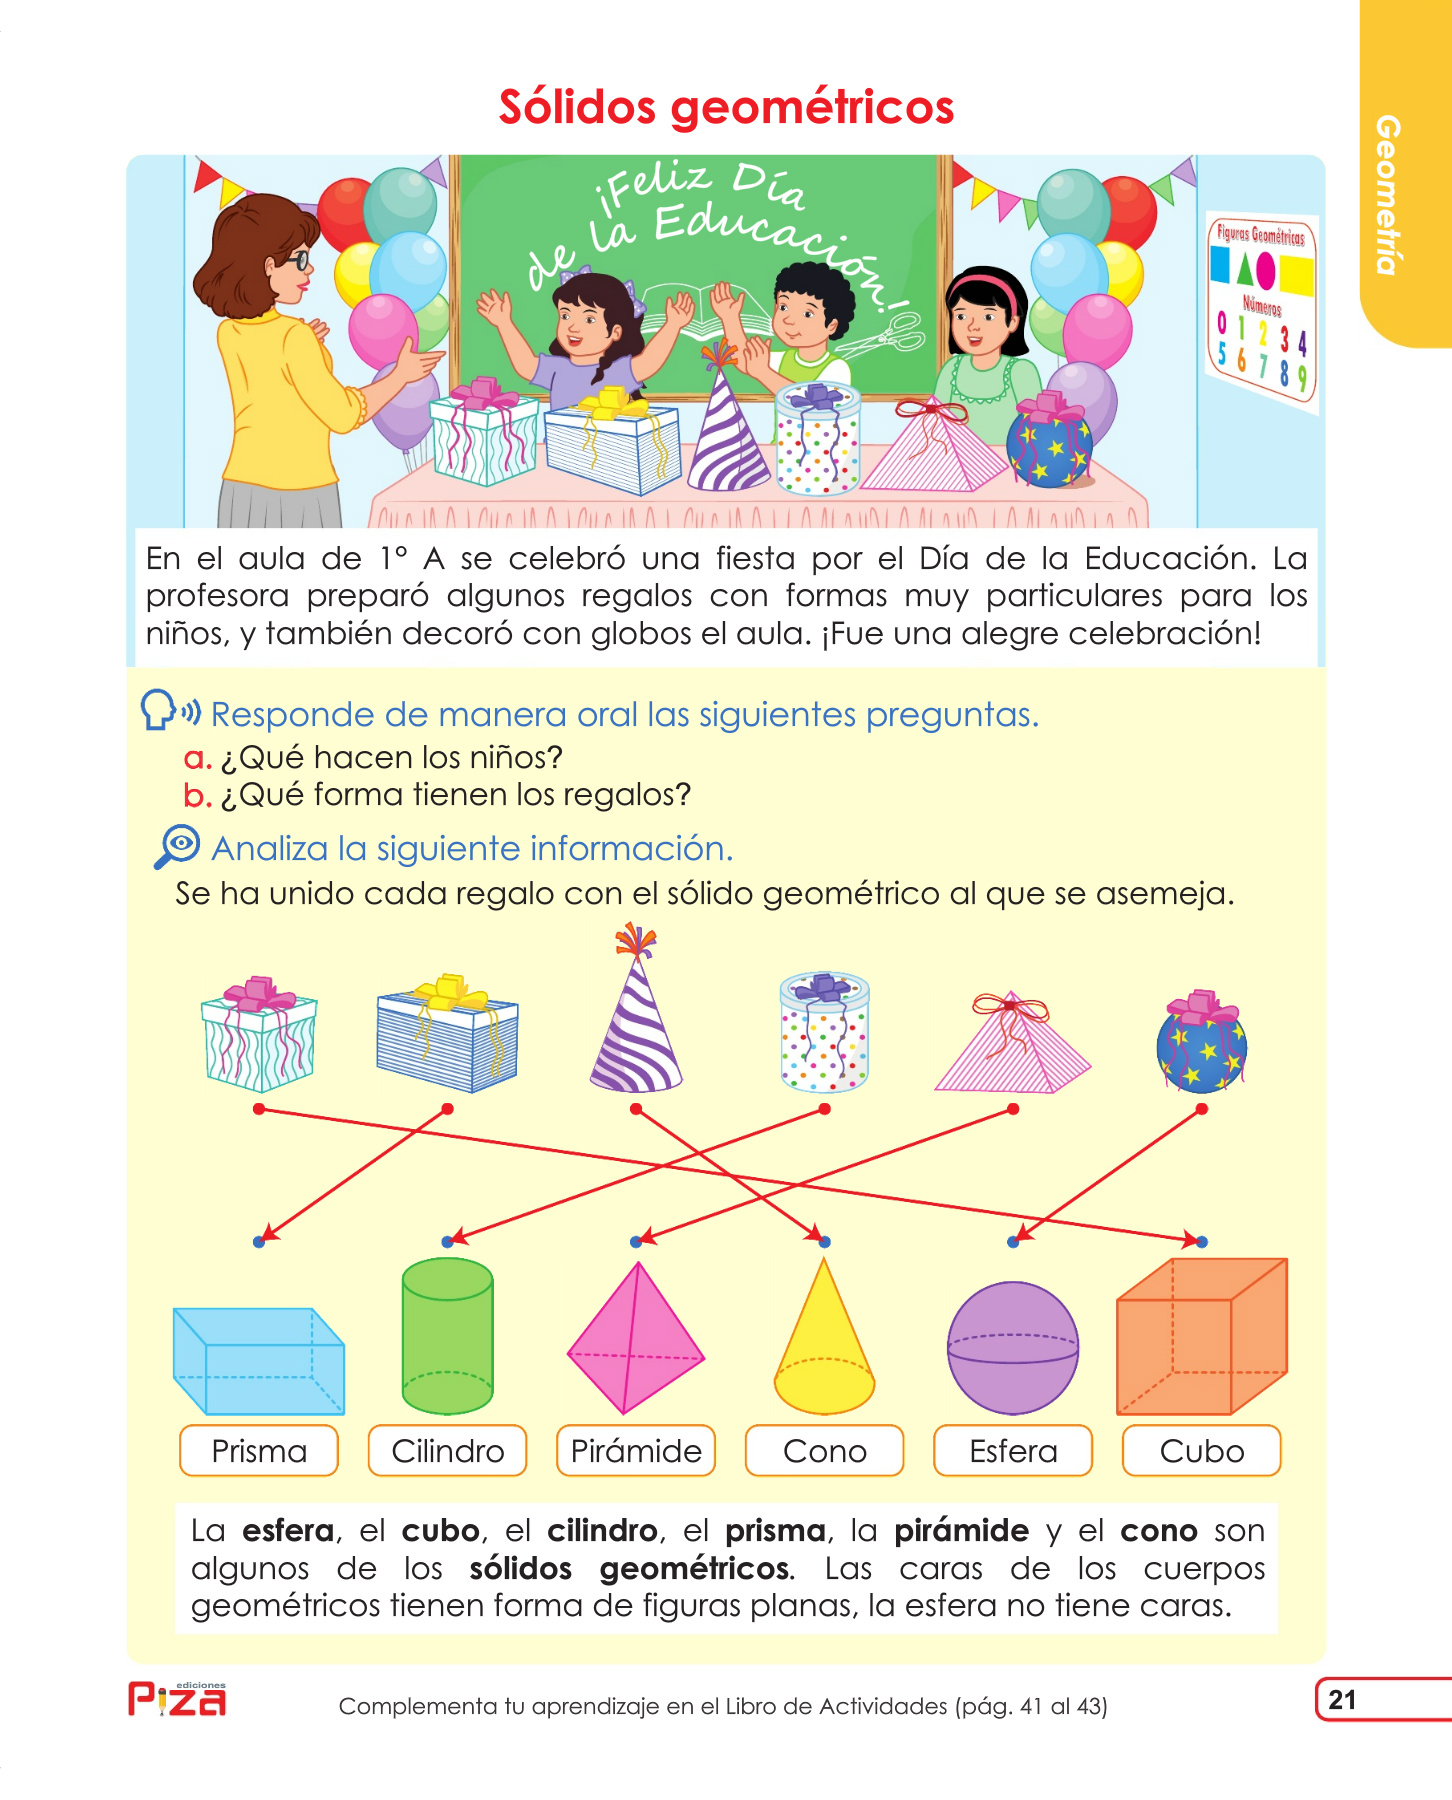 Geometría
Sólidos geométricos
¡Feliz Día
de la Educación!
Figuras Geométricas
Números
0 1 2 3 4
5 6 7 8 9
En el aula de 1° A se celebró una fiesta por el Día de la Educación. La
profesora preparó algunos regalos con formas muy particulares para los
niños, y también decoró con globos el aula. ¡Fue una alegre celebración!
Responde de manera oral las siguientes preguntas.
a. ¿Qué hacen los niños?
b. ¿Qué forma tienen los regalos?
Analiza la siguiente información.
Se ha unido cada regalo con el sólido geométrico al que se asemeja.
Prisma Cilindro Pirámide Cono Esfera Cubo
La esfera, el cubo, el cilindro, el prisma, la pirámide y el cono son
algunos de los sólidos geométricos. Las caras de los cuerpos
geométricos tienen forma de figuras planas, la esfera no tiene caras.
ediciones
Piza
Complementa tu aprendizaje en el Libro de Actividades (pág. 41 al 43)
21